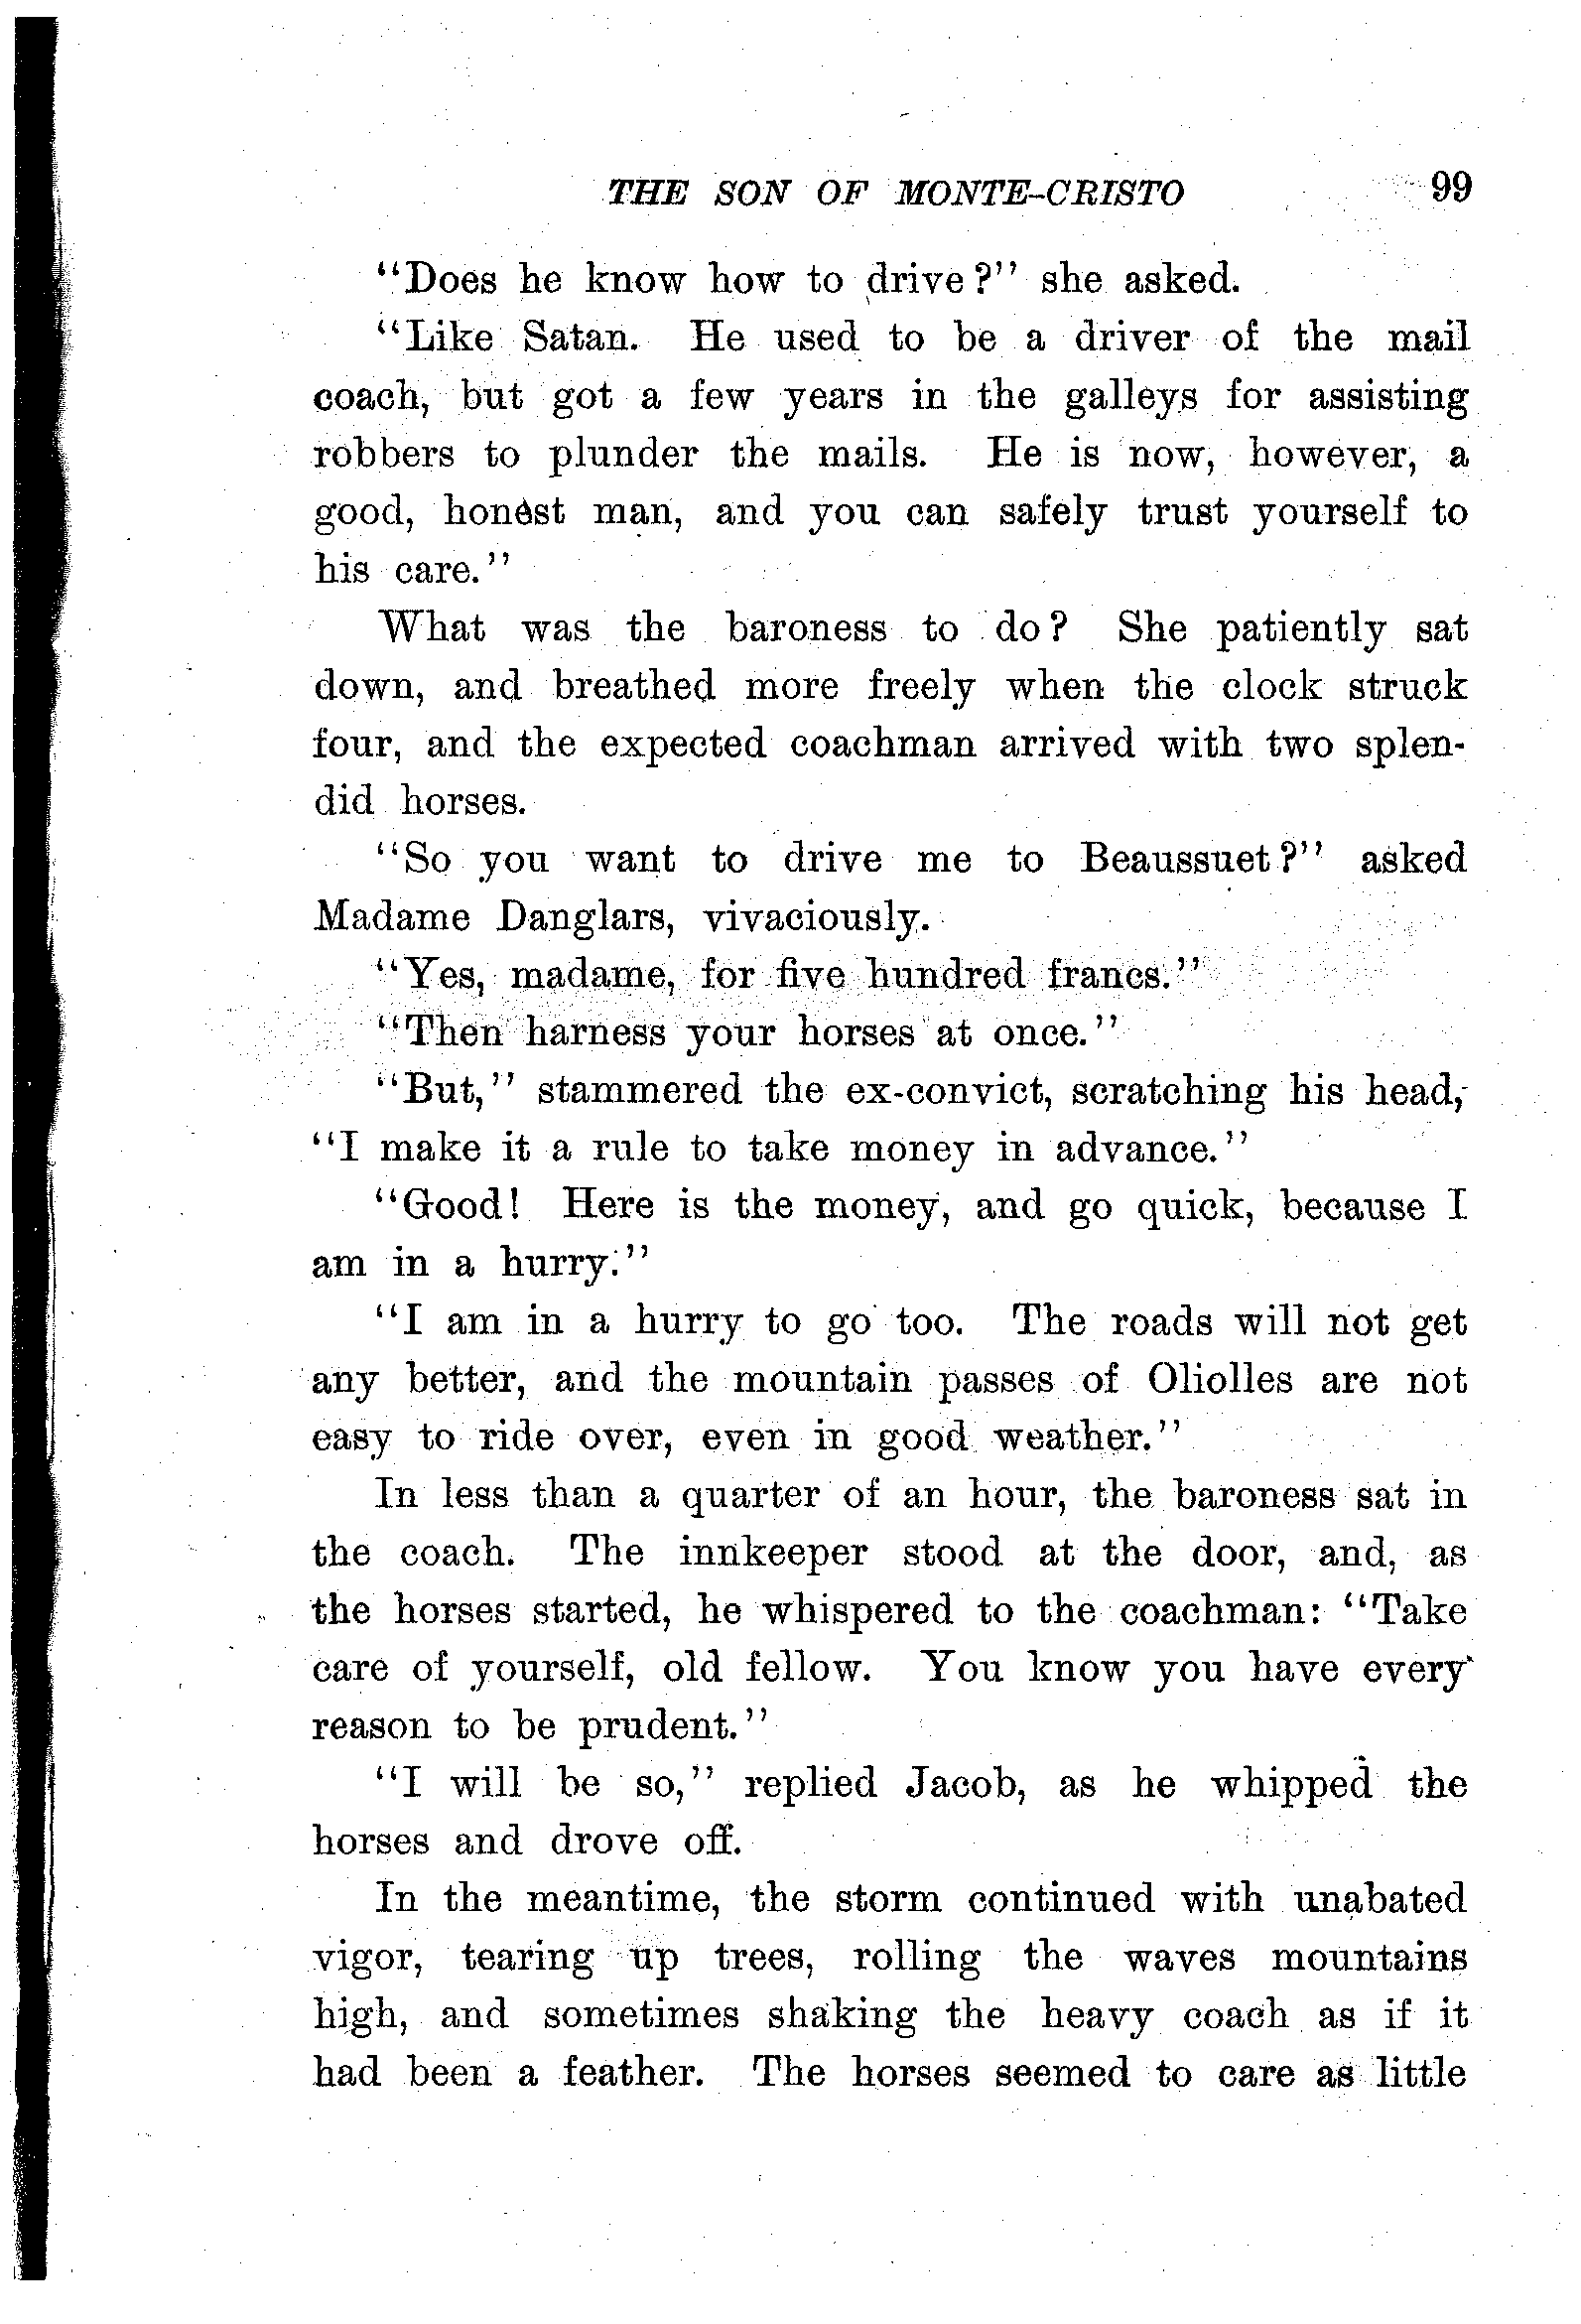 THE SON OF MONTE-CRISTO 99
"Does he know how to drive?" she asked.
"Like Satan. He used to be a driver of the mail
coach, but got a few years in the galleys for assisting
robbers to plunder the mails. He is now, however, a
good, honest man, and you can safely trust yourself to
his care."
What was the baroness to do? She patiently sat
down, and breathed more freely when the clock struck
four, and the expected coachman arrived with two splen-
did horses.
"So you want to drive me to Beaussuet?" asked
Madame Danglars, vivaciously.
"Yes, madame, for five hundred francs."
"Then harness your horses at once."
"But," stammered the ex-convict, scratching his head,
"I make it a rule to take money in advance."
"Good! Here is the money, and go quick, because I
am in a hurry."
"I am in a hurry to go too. The roads will not get
any better, and the mountain passes of Oliolles are not
easy to ride over, even in good weather."
In less than a quarter of an hour, the baroness sat in
the coach. The innkeeper stood at the door, and, as
the horses started, he whispered to the coachman: "Take
care of yourself, old fellow. You know you have every
reason to be prudent."
"I will be so," replied Jacob, as he whipped the
horses and drove off.
In the meantime, the storm continued with unabated
vigor, tearing up trees, rolling the waves mountains
high, and sometimes shaking the heavy coach as if it
had been a feather. The horses seemed to care as little